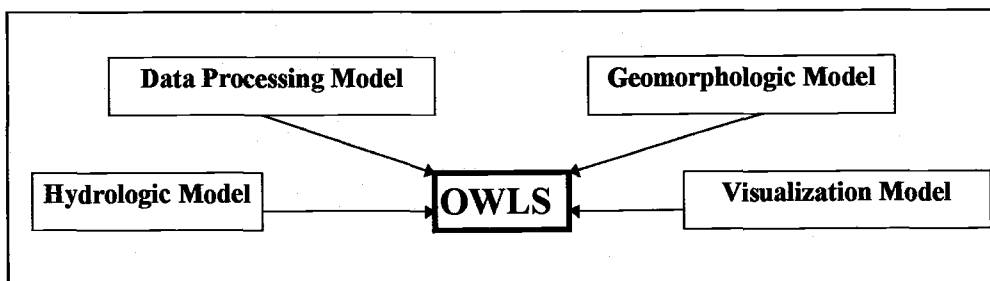 Data Processing Model
Geomorphologic Model
Hydrologic Model
OWLS
Visualization Model